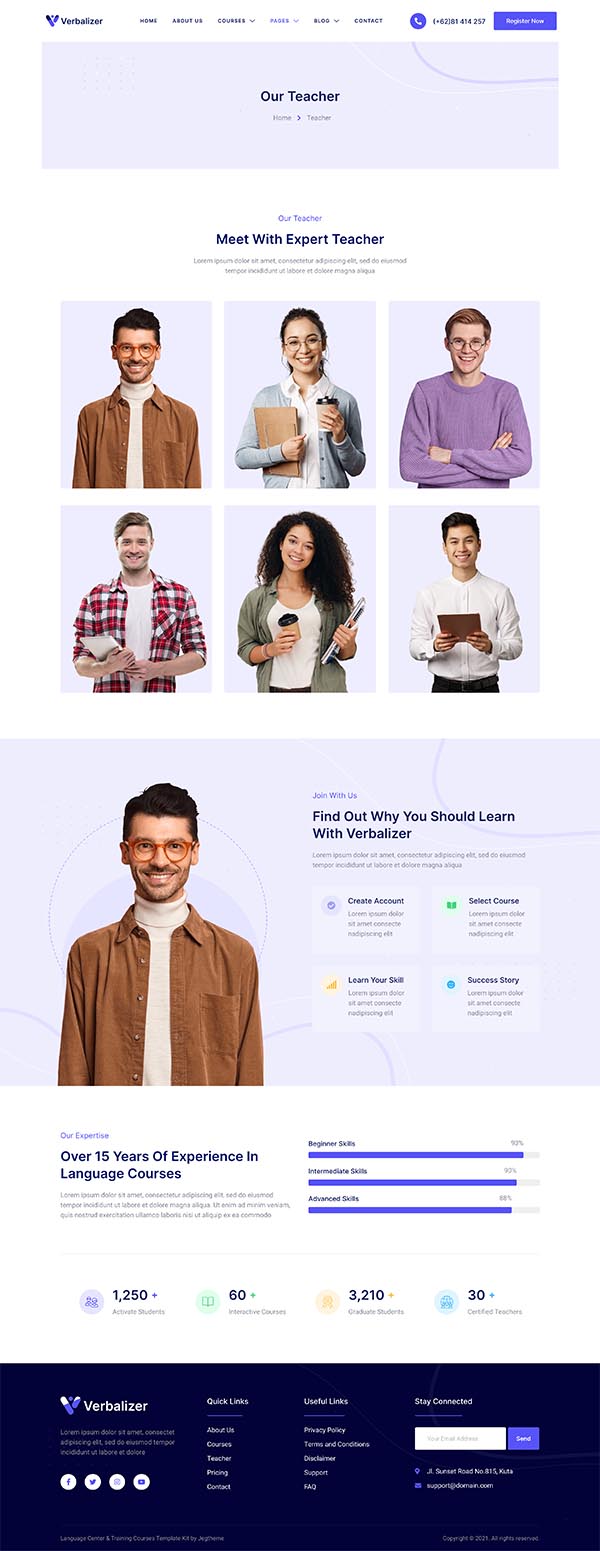 Verbalizer
HOME ABOUT US COURSES PAGES BLOG CONTACT
(+62)81 414 257
Register Now
Our Teacher
Home Teacher
Our Teacher
Meet With Expert Teacher
Lorem ipsum dolor sit amet, consectetur adipiscing elit, sed do eiusmod
tempor incididunt ut labore et dolore magna aliqua
Join With Us
Find Out Why You Should Learn
With Verbalizer
Lorem ipsum dolor sit amet, consectetur adipiscing elit, sed do eiusmod
tempor incididunt ut labore et dolore magna aliqua
Create Account
Lorem ipsum dolor
sit amet consecte
nadipiscing elit
Select Course
Lorem ipsum dolor
sit amet consecte
nadipiscing elit
Learn Your Skill
Lorem ipsum dolor
sit amet consecte
nadipiscing elit
Success Story
Lorem ipsum dolor
sit amet consecte
nadipiscing elit
Our Expertise
Over 15 Years Of Experience In
Language Courses
Lorem ipsum dolor sit amet, consectetur adipiscing elit. sed do eiusmod
tempor incididunt ut labore et dolore magna aliqua. Ut enim ad minim veniam,
quis nostrud exercitation ullamco laboris nisi ut aliquip ex ea commodo
Beginner Skills 93%
Intermediate Skills 90%
Advanced Skills 88%
1,250 +
Activate Students
60 +
Interactive Courses
3,210 +
Graduate Students
30 +
Certified Teachers
Verbalizer
Lorem ipsum dolor sit amet, consectetur
adipiscing elit, sed do eiusmod tempor
incididunt ut labore et dolore
Quick Links
About Us
Courses
Teacher
Pricing
Contact
Useful Links
Privacy Policy
Terms and Conditions
Disclaimer
Support
FAQ
Stay Connected
Your Email Address
Send
Jl. Sunset Road No.815, Kuta
support@domain.com
Language Center & Training Courses Template Kit by Jegtheme
Copyright © 2021. All rights reserved.